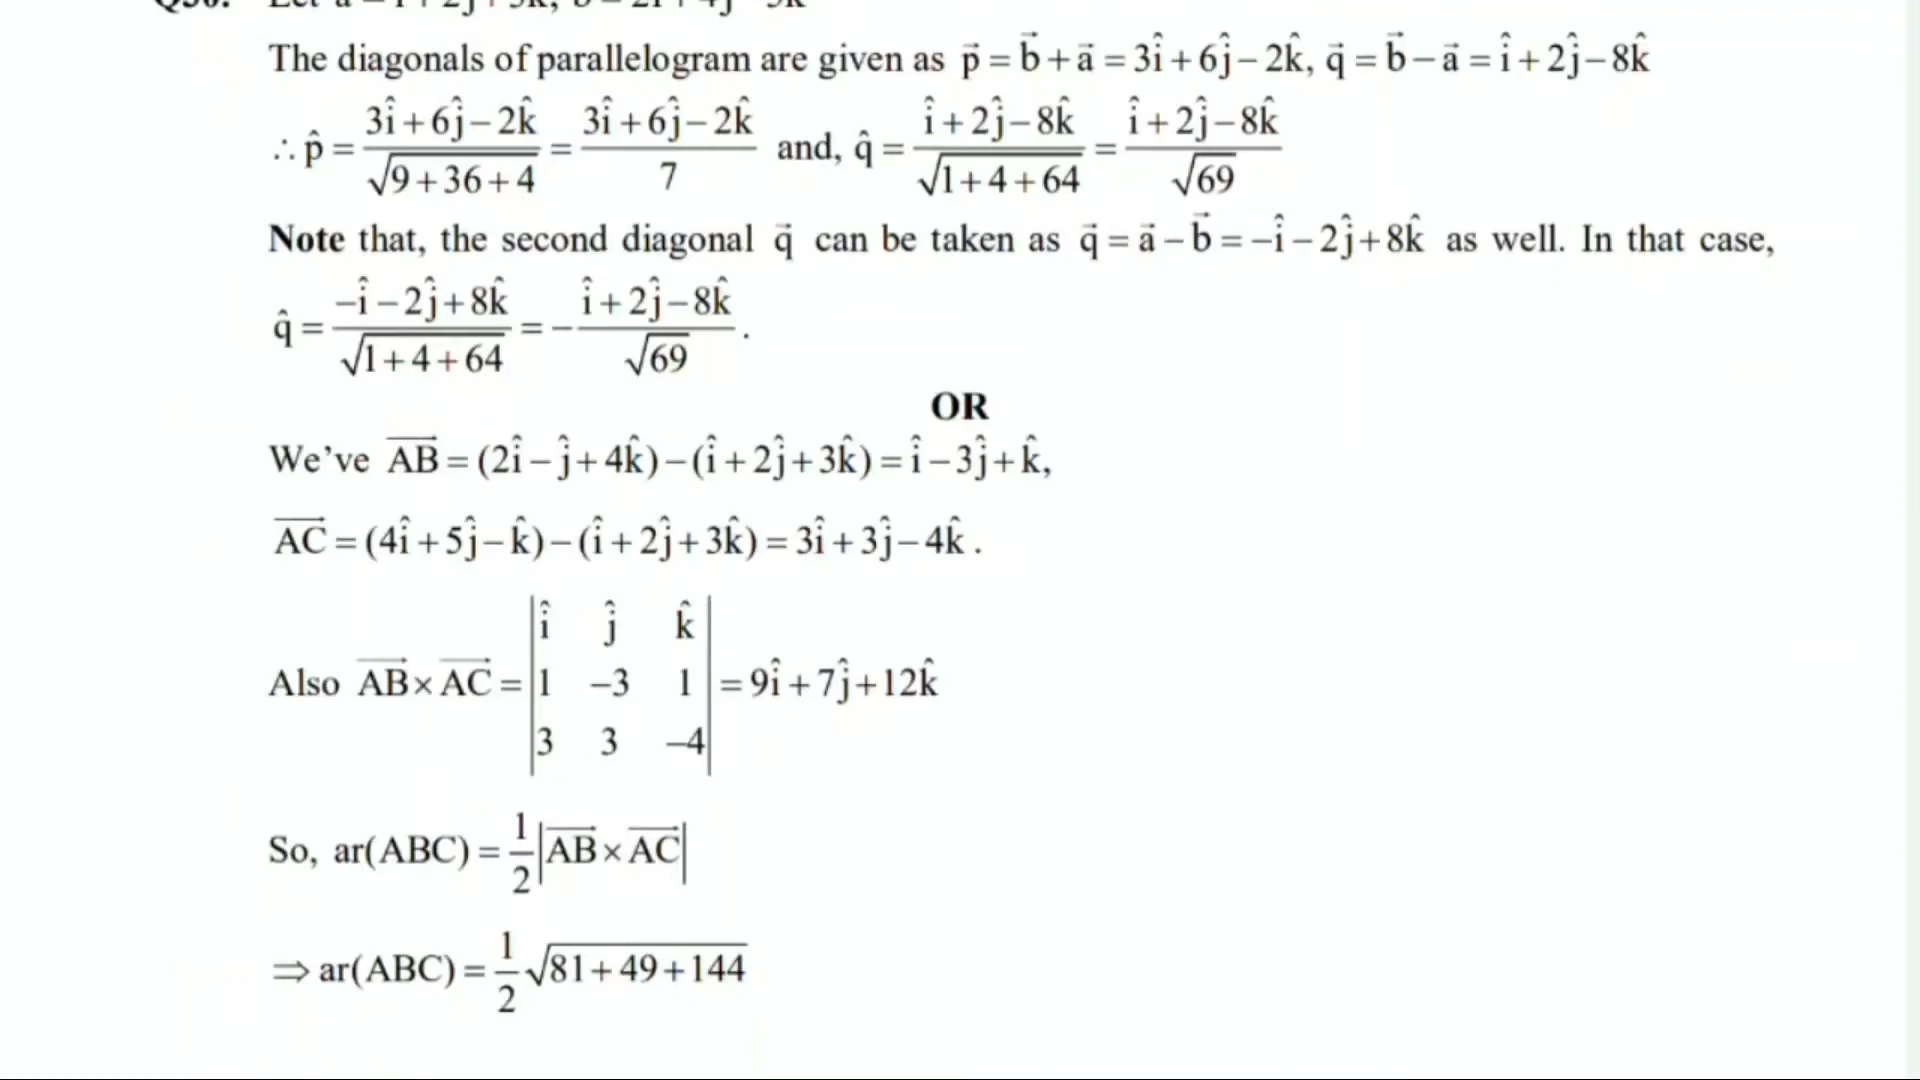 The diagonals of parallelogram are given as p⃗ = b⃗ + a⃗ = 3î + 6ĵ − 2k̂, q⃗ = b⃗ − a⃗ = î + 2ĵ − 8k̂
∴ p̂ = (3î + 6ĵ − 2k̂)/√(9 + 36 + 4) = (3î + 6ĵ − 2k̂)/7 and, q̂ = (î + 2ĵ − 8k̂)/√(1 + 4 + 64) = (î + 2ĵ − 8k̂)/√69
Note that, the second diagonal q⃗ can be taken as q⃗ = a⃗ − b⃗ = −î − 2ĵ + 8k̂ as well. In that case,
q̂ = (−î − 2ĵ + 8k̂)/√(1 + 4 + 64) = −(î + 2ĵ − 8k̂)/√69.
OR
We've AB⃗ = (2î − ĵ + 4k̂) − (î + 2ĵ + 3k̂) = î − 3ĵ + k̂,
AC⃗ = (4î + 5ĵ − k̂) − (î + 2ĵ + 3k̂) = 3î + 3ĵ − 4k̂.
Also AB⃗ × AC⃗ = | î ĵ k̂ ; 1 −3 1 ; 3 3 −4 | = 9î + 7ĵ + 12k̂
So, ar(ABC) = 1/2 |AB⃗ × AC⃗|
⇒ ar(ABC) = 1/2 √(81 + 49 + 144)